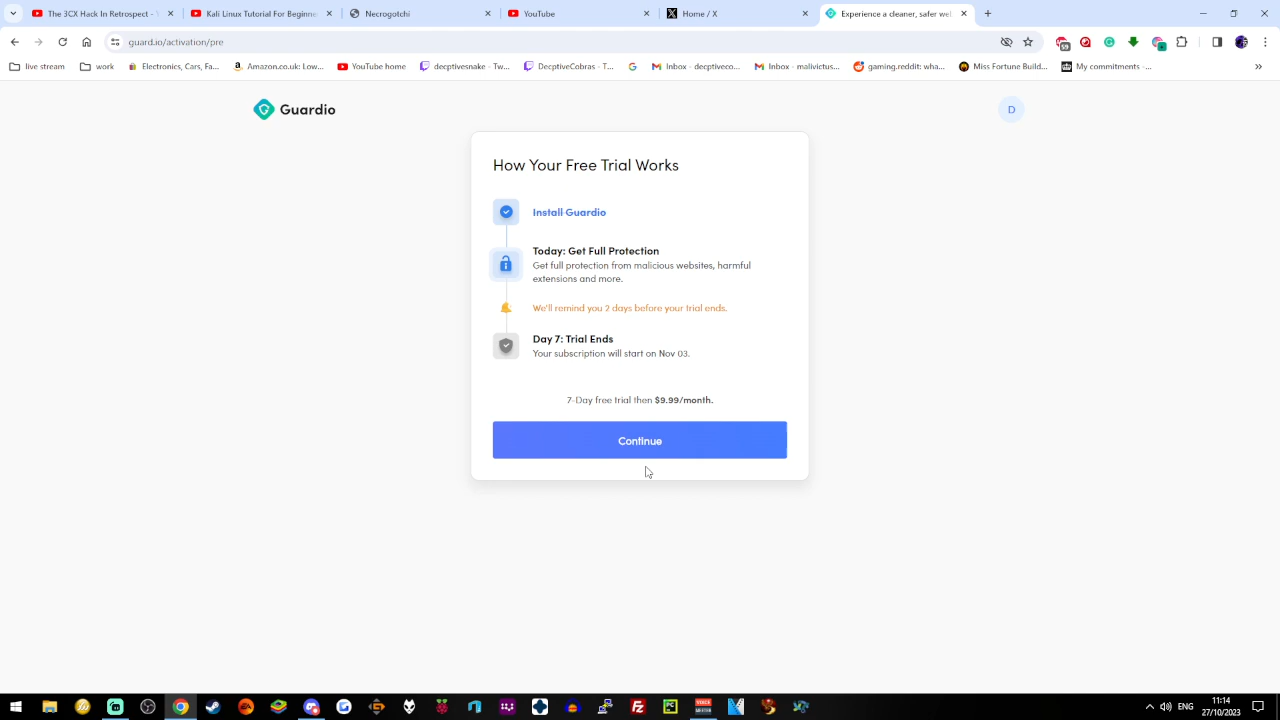 The 3CX Hack In Retrospect -
Kali Linux Tutorial For Beginne
Necrogotchi
YouTube
Home / X
Experience a cleaner, safer wel
guard.io/activation/pre
59
live stream
work
Electronics, Cars, Fa...
Amazon.co.uk: Low...
YouTube home
decptivesnake - Tw...
DecptiveCobras - T...
Inbox - decptiveco...
Inbox - malivictus...
gaming.reddit: wha...
Miss Fortune Build...
My commitments -...
Guardio
D
How Your Free Trial Works
Install Guardio
Today: Get Full Protection
Get full protection from malicious websites, harmful
extensions and more.
We'll remind you 2 days before your trial ends.
Day 7: Trial Ends
Your subscription will start on Nov 03.
7-Day free trial then $9.99/month.
Continue
ENG
11:14
27/10/2023